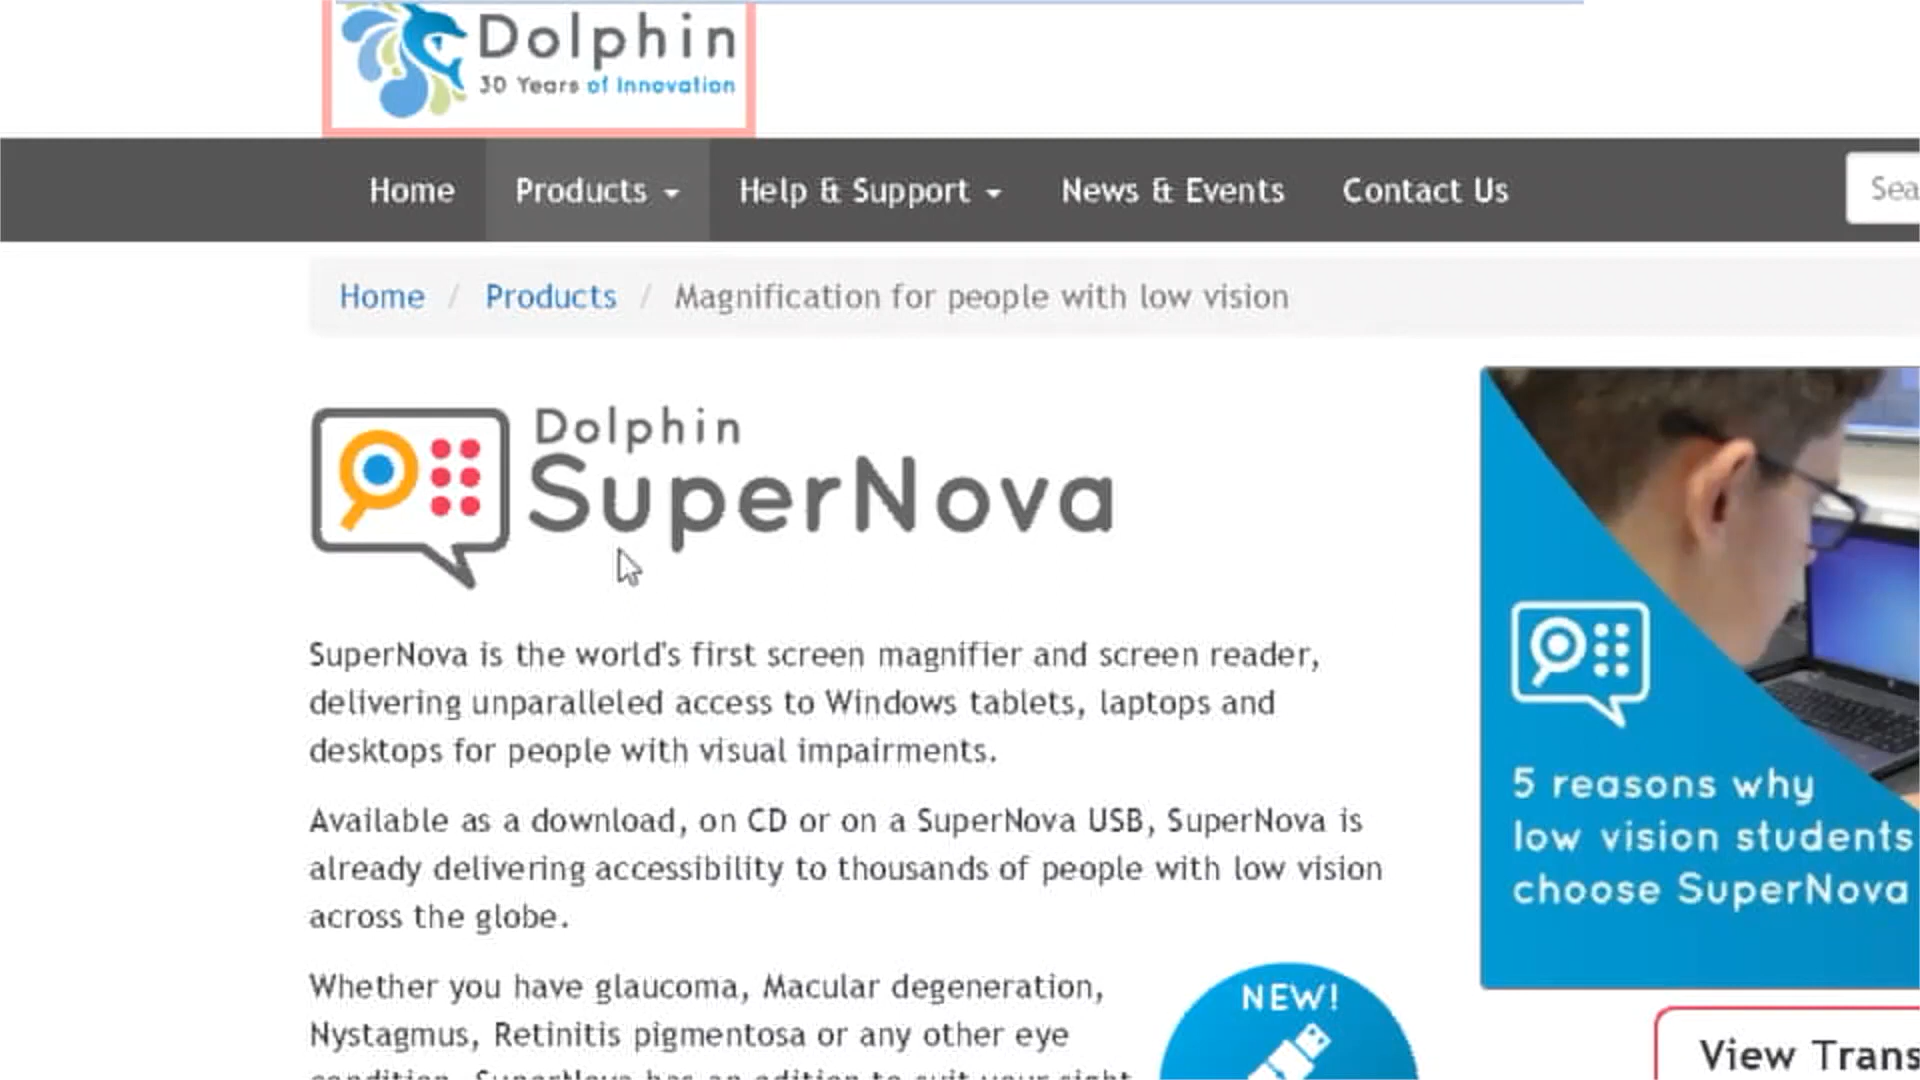 Dolphin
30 Years of Innovation
Home Products Help & Support News & Events Contact Us
Home / Products / Magnification for people with low vision
Dolphin
SuperNova
SuperNova is the world's first screen magnifier and screen reader,
delivering unparalleled access to Windows tablets, laptops and
desktops for people with visual impairments.
Available as a download, on CD or on a SuperNova USB, SuperNova is
already delivering accessibility to thousands of people with low vision
across the globe.
Whether you have glaucoma, Macular degeneration,
Nystagmus, Retinitis pigmentosa or any other eye
NEW!
5 reasons why
low vision students
choose SuperNova
View